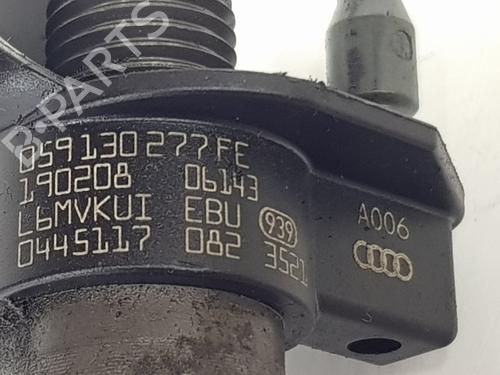 B-PARTS
059130277FE
190208 06143
L6MVKUI EBU 939
0445117 082 3521
A006